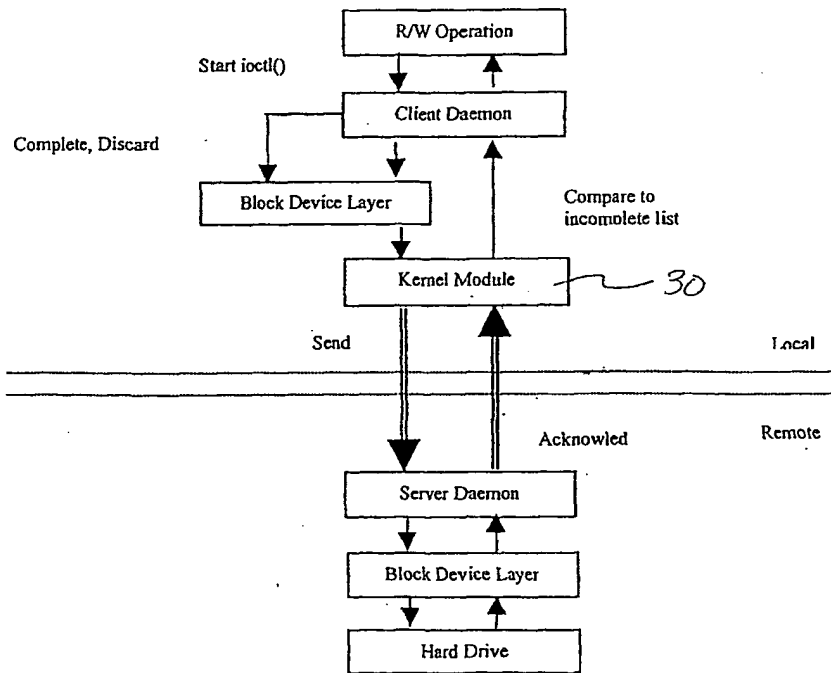 R/W Operation
Start ioctl()
Client Daemon
Complete, Discard
Block Device Layer
Compare to
incomolete list
Kernel Module
30
Send
Local
Acknowled
Remote
Server Daemon
Block Device Layer
Hard Drive